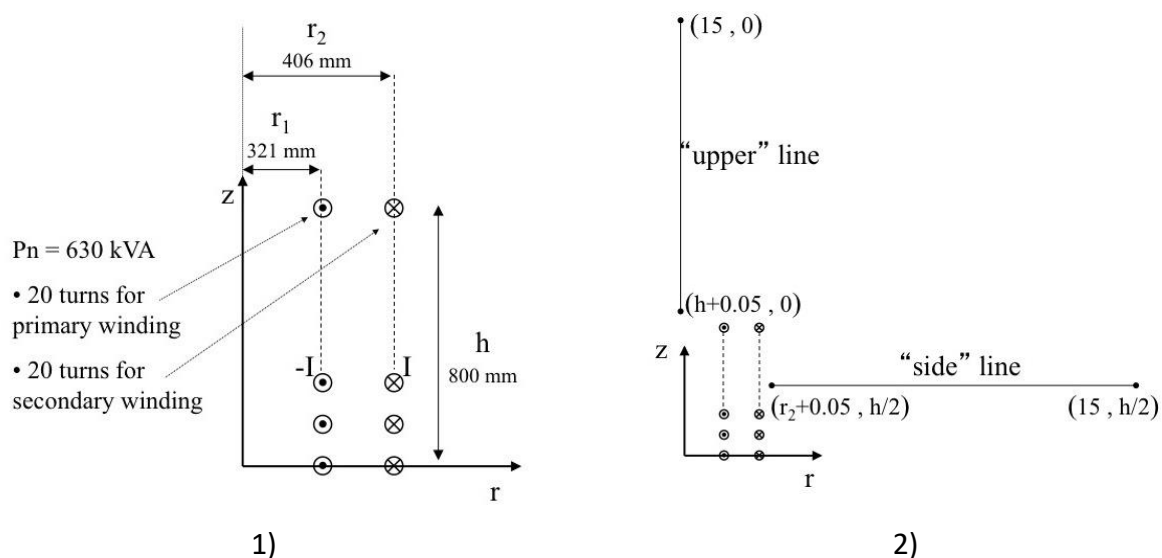 r₂
406 mm
r₁
321 mm
z
Pn = 630 kVA
• 20 turns for
primary winding
• 20 turns for
secondary winding
-I
I
h
800 mm
r
1)
(15 , 0)
“upper” line
(h+0.05 , 0)
z
“side” line
(r₂+0.05 , h/2)
(15 , h/2)
r
2)